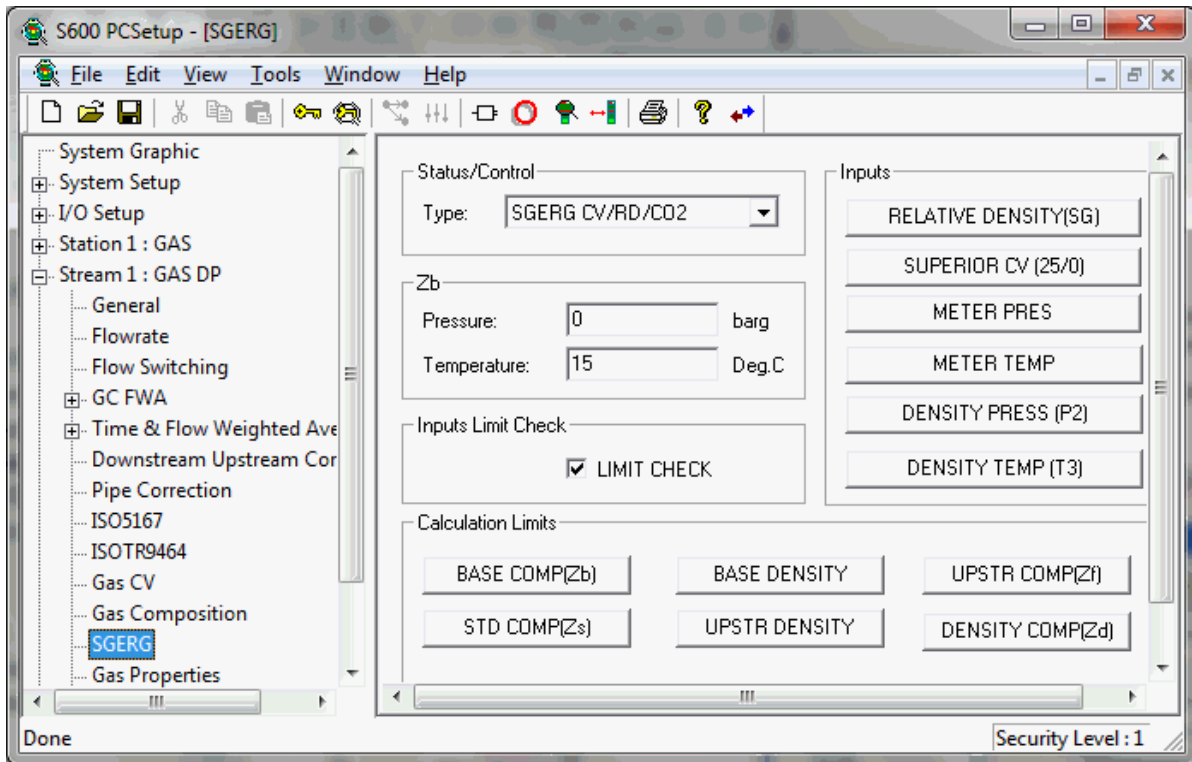 S600 PCSetup - [SGERG]
File Edit View Tools Window Help
System Graphic
System Setup
I/O Setup
Station 1 : GAS
Stream 1 : GAS DP
General
Flowrate
Flow Switching
GC FWA
Time & Flow Weighted Ave
Downstream Upstream Cor
Pipe Correction
ISO5167
ISOTR9464
Gas CV
Gas Composition
SGERG
Gas Properties
Status/Control
Type: SGERG CV/RD/CO2
Zb
Pressure: 0 barg
Temperature: 15 Deg.C
Inputs Limit Check
LIMIT CHECK
Inputs
RELATIVE DENSITY(SG)
SUPERIOR CV (25/0)
METER PRES
METER TEMP
DENSITY PRESS (P2)
DENSITY TEMP (T3)
Calculation Limits
BASE COMP(Zb) BASE DENSITY UPSTR COMP(Zf)
STD COMP(Zs) UPSTR DENSITY DENSITY COMP(Zd)
Done Security Level : 1